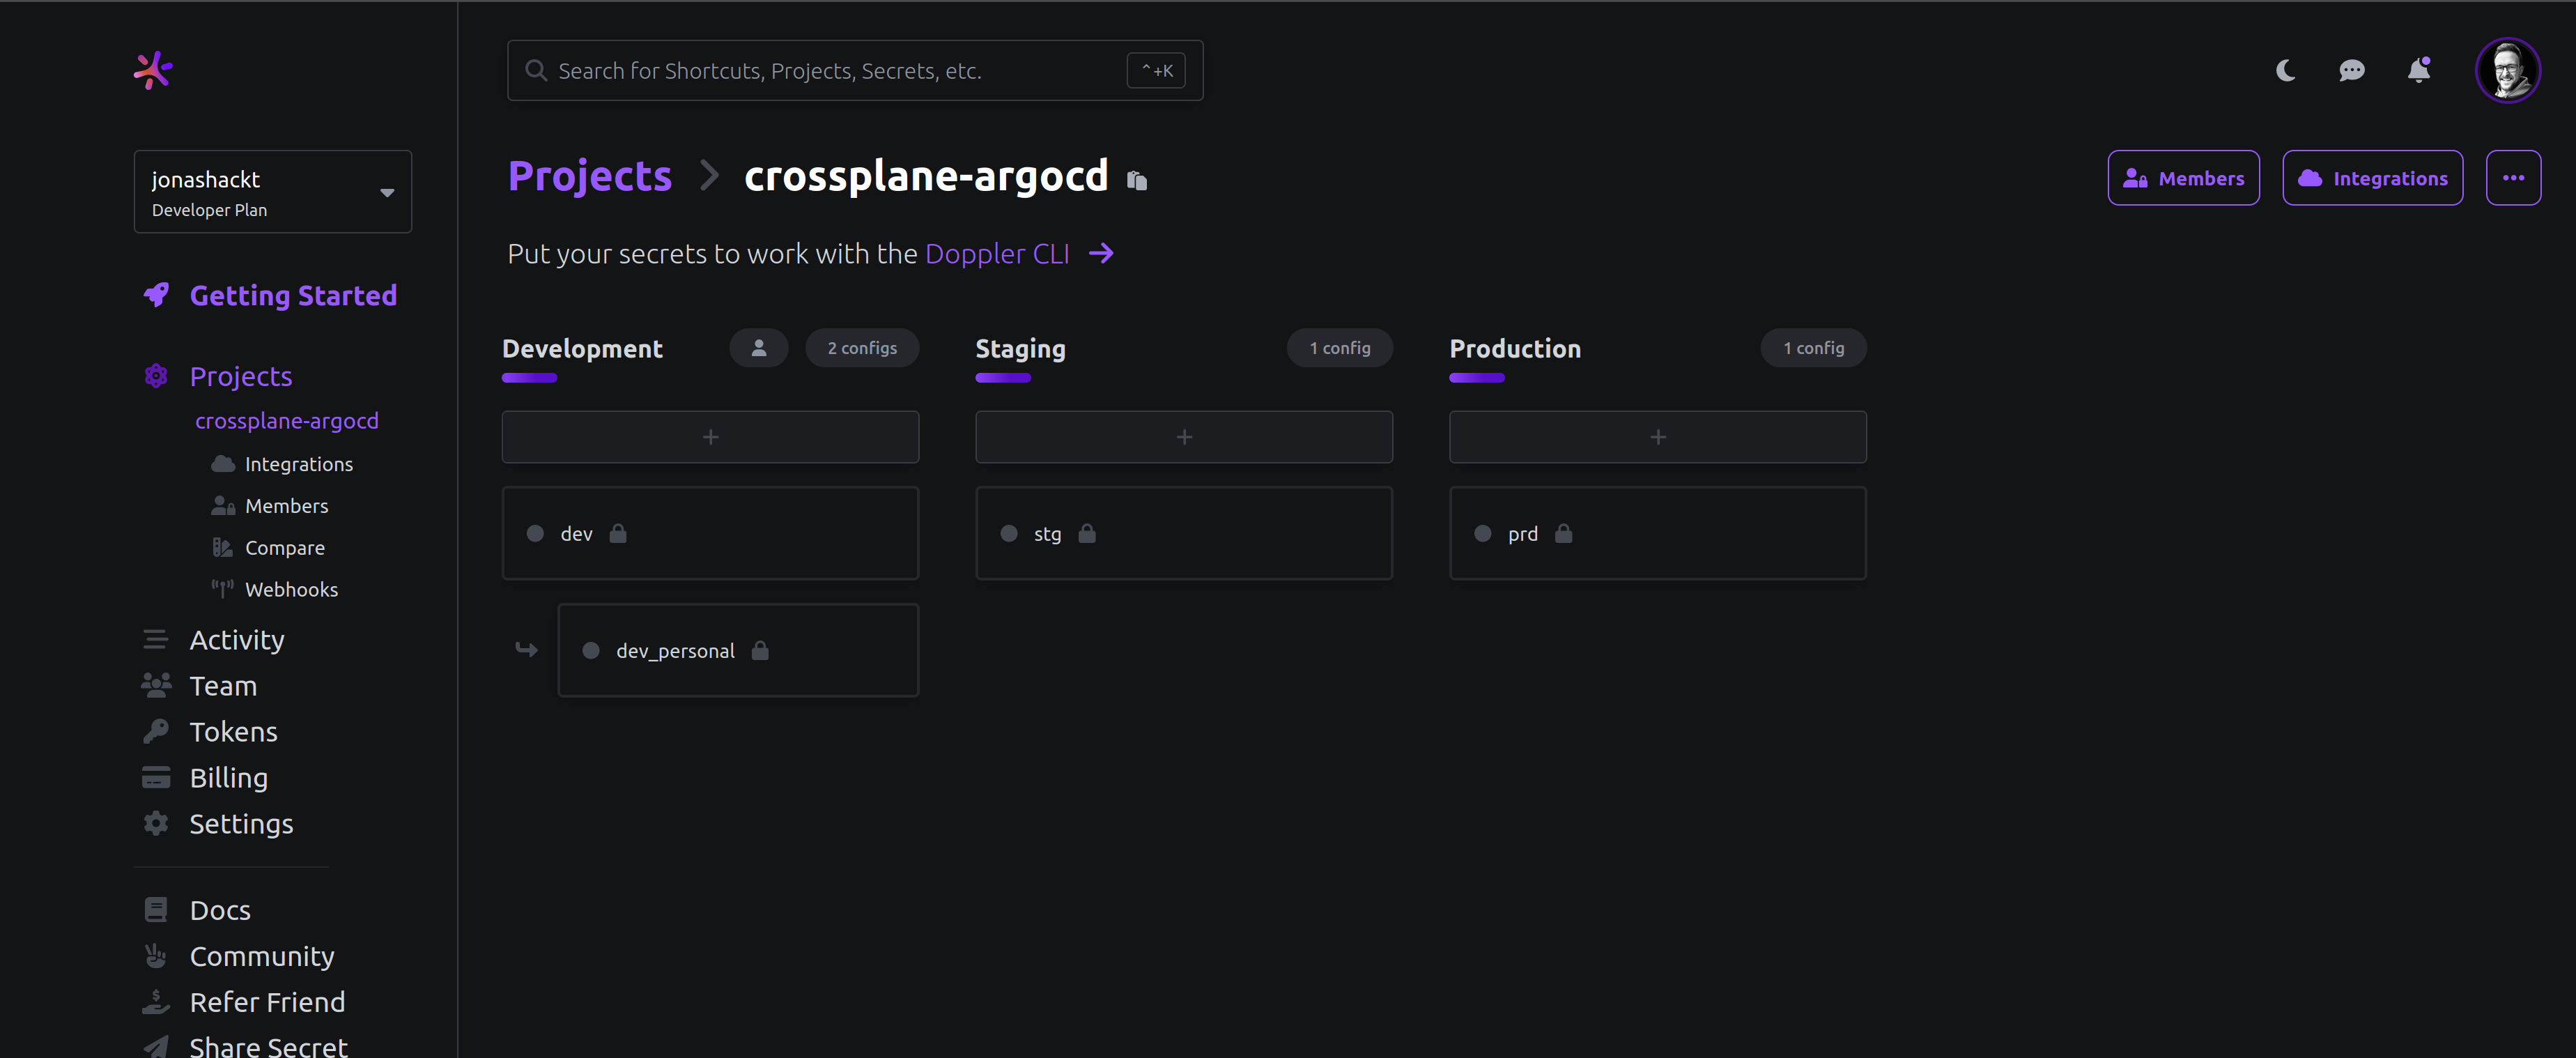 Search for Shortcuts, Projects, Secrets, etc.
⌃+K
jonashackt
Developer Plan
Getting Started
Projects
crossplane-argocd
Integrations
Members
Compare
Webhooks
Activity
Team
Tokens
Billing
Settings
Docs
Community
Refer Friend
Share Secret
Projects > crossplane-argocd
Members
Integrations
Put your secrets to work with the Doppler CLI →
Development
2 configs
+
dev
dev_personal
Staging
1 config
+
stg
Production
1 config
+
prd